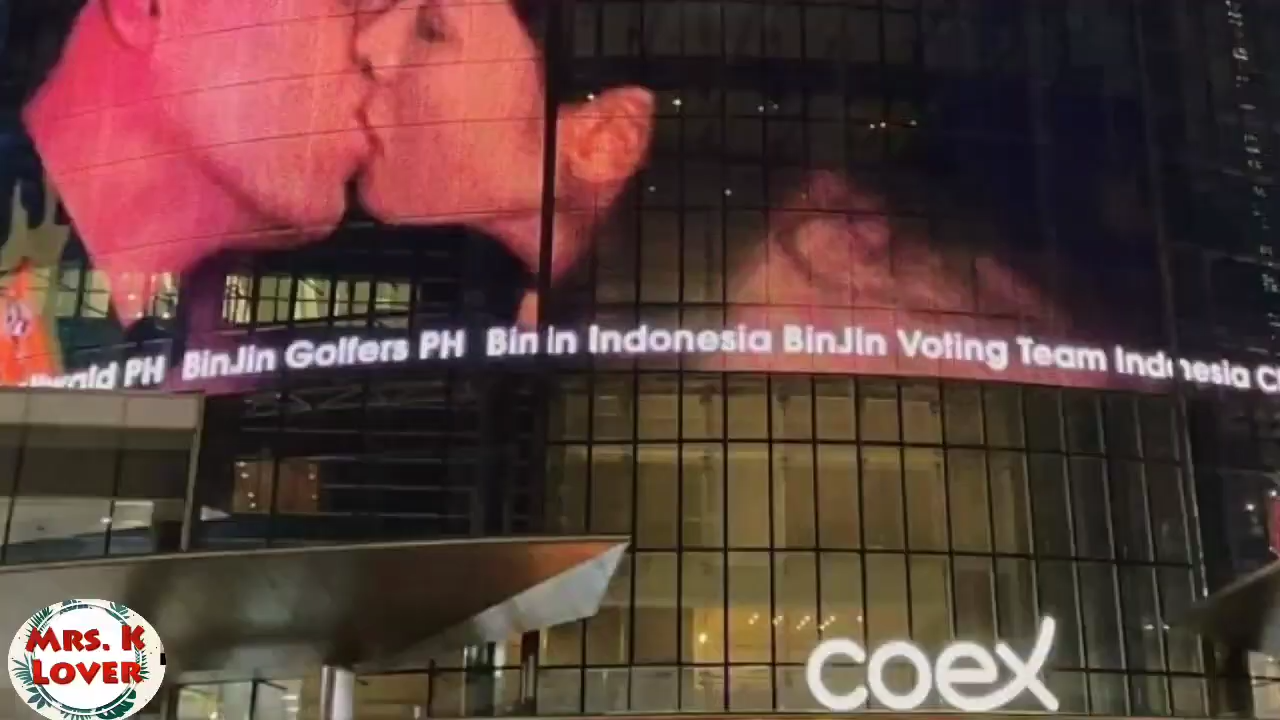 PH BinJin Golfers PH Bin in Indonesia BinJin Voting Team Indonesia
coex
MRS. K
LOVER